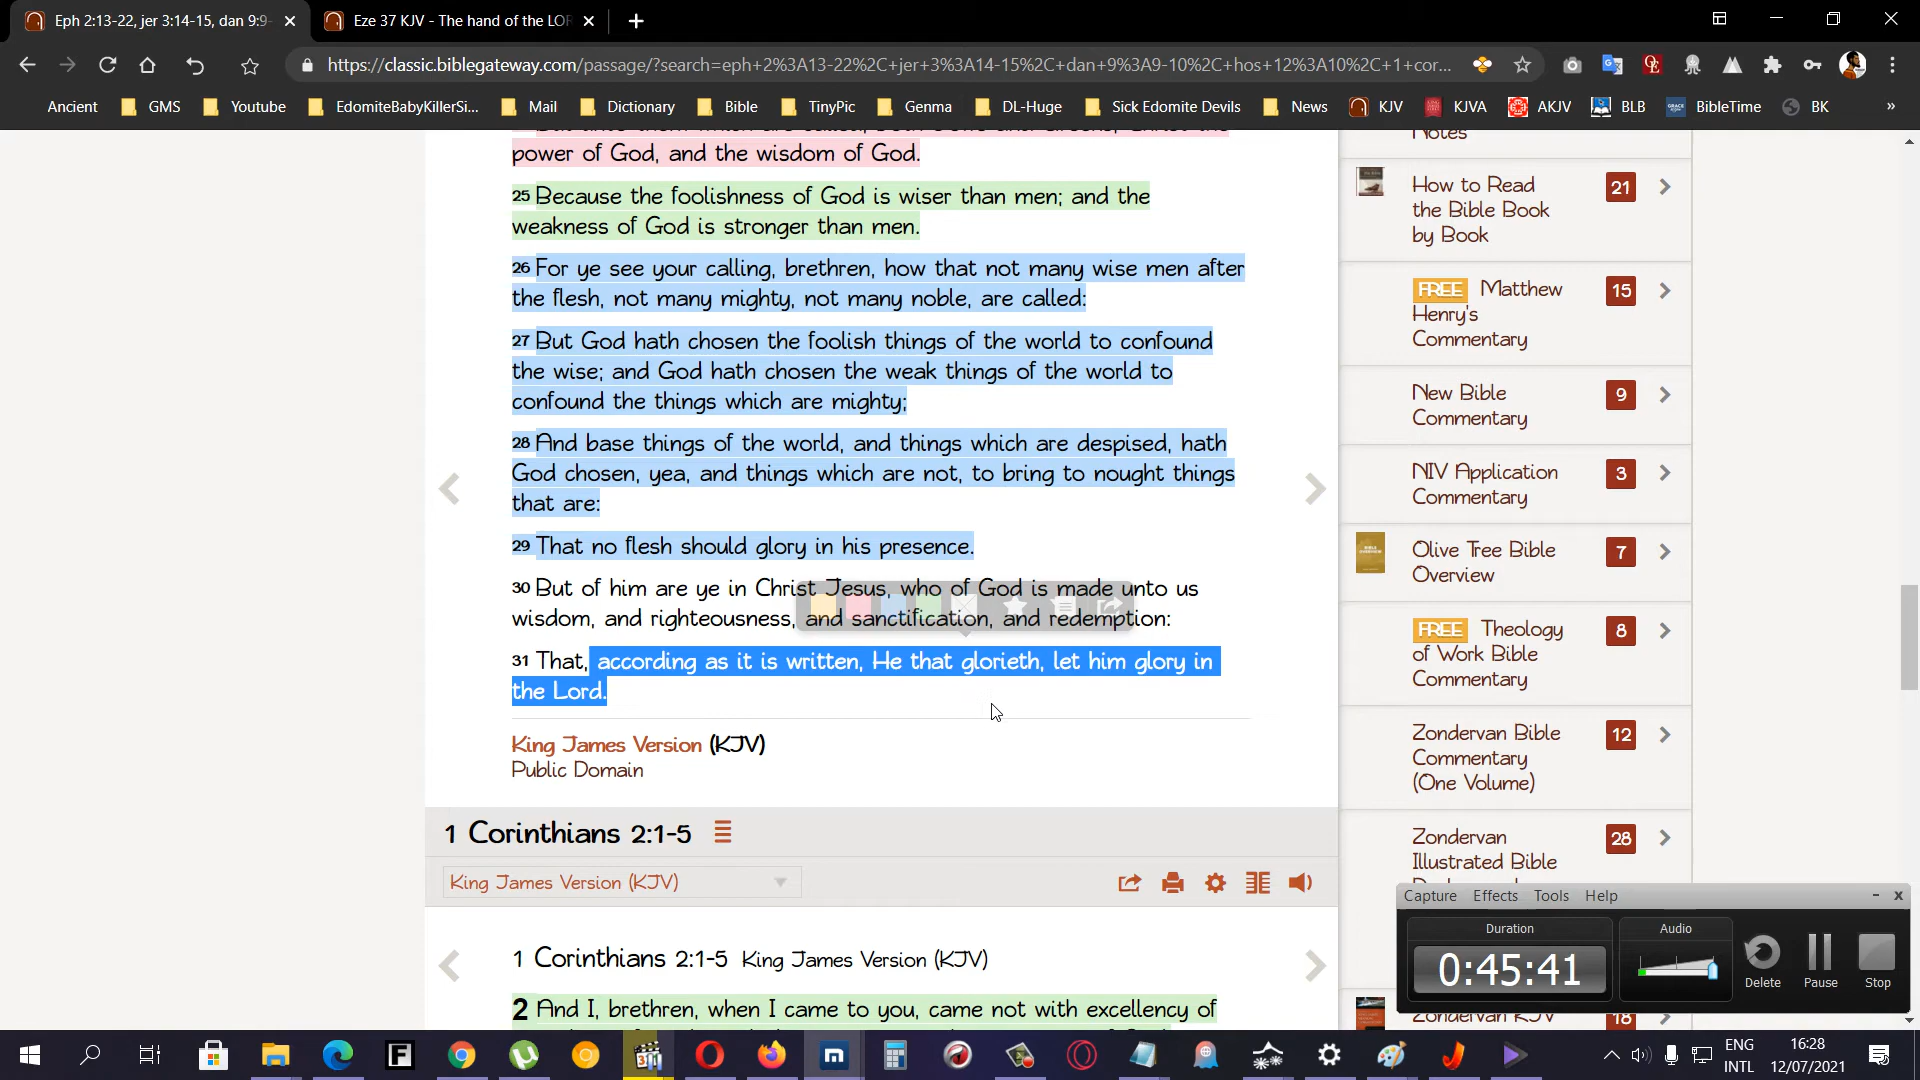 Eph 2:13-22, jer 3:14-15, dan 9:9-
Eze 37 KJV - The hand of the LOR
https://classic.biblegateway.com/passage/?search=eph+2%3A13-22%2C+jer+3%3A14-15%2C+dan+9%3A9-10%2C+hos+12%3A10%2C+1+cor...
Ancient
GMS
Youtube
EdomiteBabyKillerSi...
Mail
Dictionary
Bible
TinyPic
Genma
DL-Huge
Sick Edomite Devils
News
KJV
KJVA
AKJV
BLB
BibleTime
BK
»
power of God, and the wisdom of God.
25 Because the foolishness of God is wiser than men; and the
weakness of God is stronger than men.
26 For ye see your calling, brethren, how that not many wise men after
the flesh, not many mighty, not many noble, are called:
27 But God hath chosen the foolish things of the world to confound
the wise; and God hath chosen the weak things of the world to
confound the things which are mighty;
28 And base things of the world, and things which are despised, hath
God chosen, yea, and things which are not, to bring to nought things
that are:
29 That no flesh should glory in his presence.
30 But of him are ye in Christ Jesus, who of God is made unto us
wisdom, and righteousness, and sanctification, and redemption:
31 That, according as it is written, He that glorieth, let him glory in
the Lord.
King James Version (KJV)
Public Domain
1 Corinthians 2:1-5
King James Version (KJV)
1 Corinthians 2:1-5 King James Version (KJV)
2 And I, brethren, when I came to you, came not with excellency of
Notes
How to Read
the Bible Book
by Book
21
FREE Matthew
Henry's
Commentary
15
New Bible
Commentary
9
NIV Application
Commentary
3
Olive Tree Bible
Overview
7
FREE Theology
of Work Bible
Commentary
8
Zondervan Bible
Commentary
(One Volume)
12
Zondervan
Illustrated Bible
28
Zondervan KJV
18
Capture Effects Tools Help
Duration
0:45:41
Audio
Delete
Pause
Stop
ENG
INTL
16:28
12/07/2021